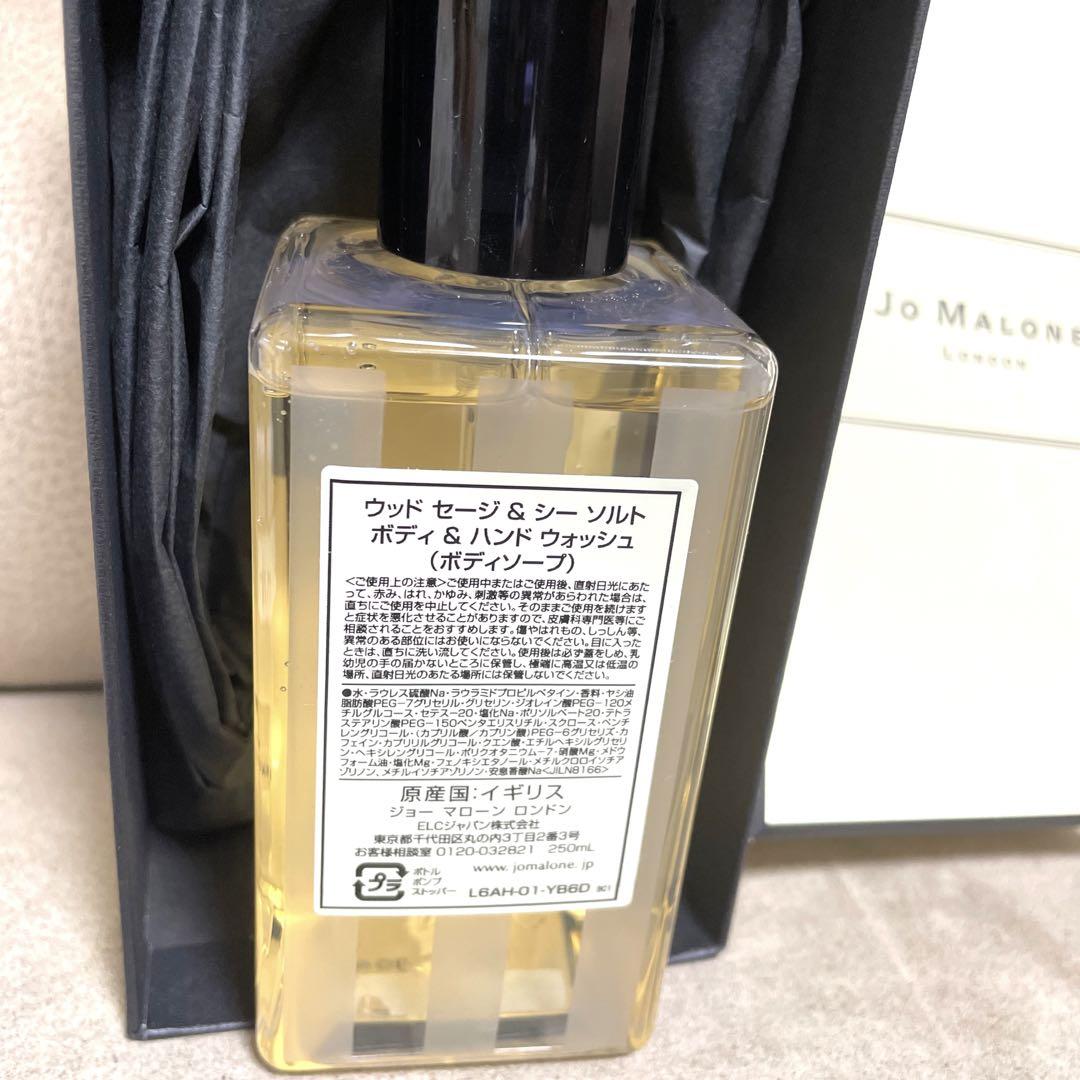 ウッド セージ & シー ソルト
ボディ & ハンド ウォッシュ
(ボディソープ)
<ご使用上の注意>ご使用中またはご使用後、直射日光にあた
って、赤み、はれ、かゆみ、刺激等の異常があらわれた場合は、
直ちにご使用を中止してください。そのままご使用を続けます
と症状を悪化させることがありますので、皮膚科専門医等にご
相談されることをおすすめします。傷やはれもの、しっしん等、
異常のある部位にはお使いにならないでください。目に入った
ときは、直ちに洗い流してください。使用後は必ず蓋をしめ、乳
幼児の手の届かないところに保管し、極端に高温又は低温の
場所、直射日光のあたる場所には保管しないでください。
●水・ラウレス硫酸Na・ラウラミドプロピルベタイン・香料・ヤシ油
脂肪酸PEG-7グリセリル・グリセリン・ジオレイン酸PEG-120メ
チルグルコース・セテス-20・塩化Na・ポリソルベート20・テトラ
ステアリン酸PEG-150ペンタエリスリチル・スクロース・ペンチ
レングリコール・(カプリル酸/カプリン酸)PEG-6グリセリズ・カ
フェイン・カプリリルグリコール・クエン酸・エチルヘキシルグリセリ
ン・ヘキシレングリコール・ポリクオタニウム-7・硝酸Mg・メドウ
フォーム油・塩化Mg・フェノキシエタノール・メチルクロロイソチア
ゾリノン、メチルイソチアゾリノン・安息香酸Na<JILN8166>
原産国:イギリス
ジョー マローン ロンドン
ELCジャパン株式会社
東京都千代田区丸の内3丁目2番3号
お客様相談室 0120-032821 250mL
www.jomalone.jp
プラ
ボトル
ポンプ
ストッパー
L6AH-01-YB6D BC1
JO MALONE
LONDON